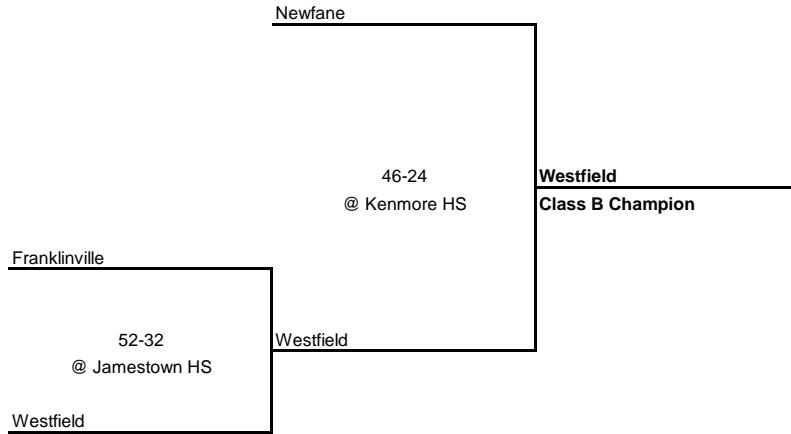 Newfane
46-24
Westfield
@ Kenmore HS
Class B Champion
Franklinville
52-32
Westfield
@ Jamestown HS
Westfield